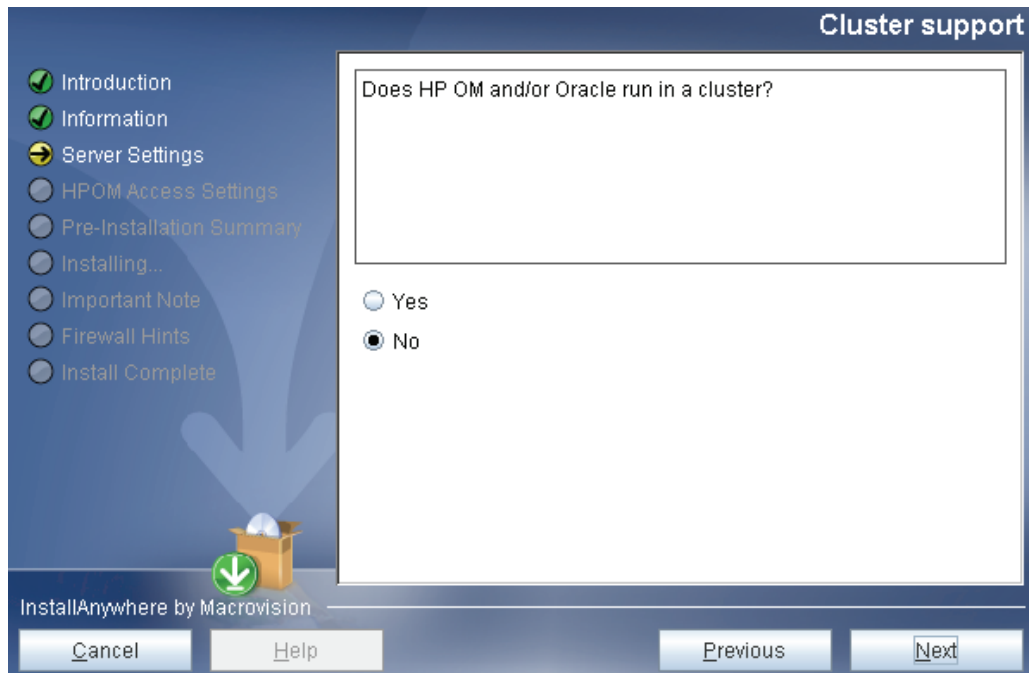 Cluster support
Introduction
Information
Server Settings
HPOM Access Settings
Pre-Installation Summary
Installing...
Important Note
Firewall Hints
Install Complete
Does HP OM and/or Oracle run in a cluster?
Yes
No
InstallAnywhere by Macrovision
Cancel
Help
Previous
Next